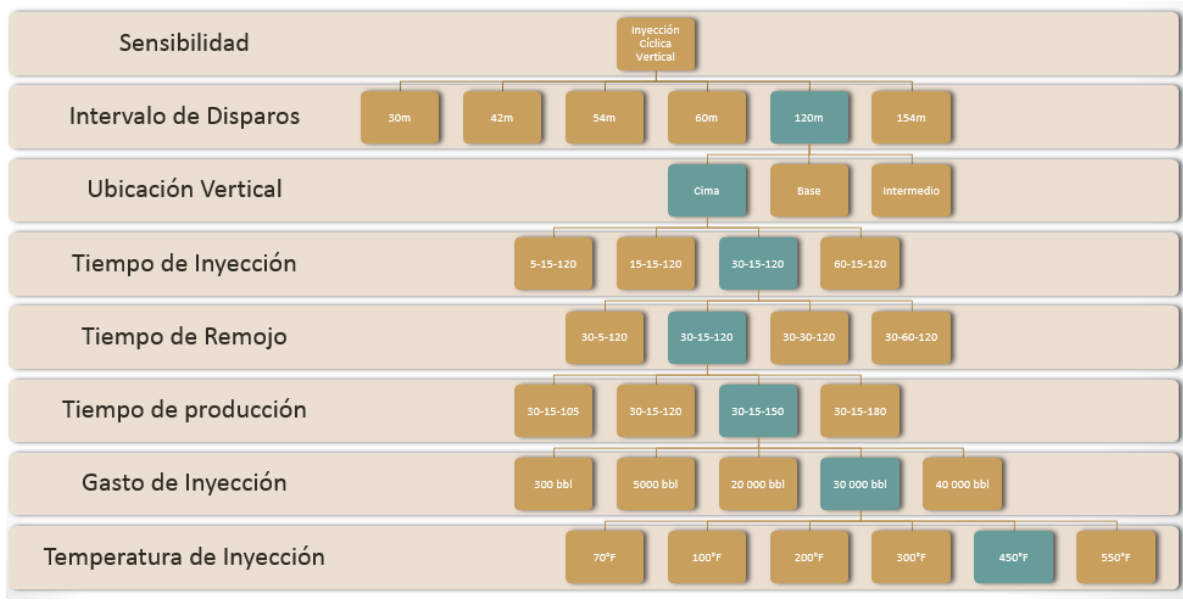 Sensibilidad
Inyección
Cíclica
Vertical
Intervalo de Disparos
30m
42m
54m
60m
120m
154m
Ubicación Vertical
Cima
Base
Intermedio
Tiempo de Inyección
5-15-120
15-15-120
30-15-120
60-15-120
Tiempo de Remojo
30-5-120
30-15-120
30-30-120
30-60-120
Tiempo de producción
30-15-105
30-15-120
30-15-150
30-15-180
Gasto de Inyección
300 bbl
5000 bbl
20 000 bbl
30 000 bbl
40 000 bbl
Temperatura de Inyección
70°F
100°F
200°F
300°F
450°F
550°F